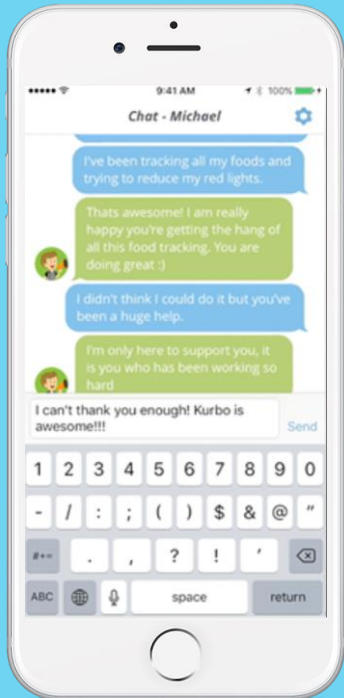 9:41 AM
100%
Chat - Michael
I've been tracking all my foods and
trying to reduce my red lights.
Thats awesome! I am really
happy you're getting the hang of
all this food tracking. You are
doing great :)
I didn't think I could do it but you've
been a huge help.
I'm only here to support you, it
is you who has been working so
hard
I can't thank you enough! Kurbo is
awesome!!!
Send
1 2 3 4 5 6 7 8 9 0
- / : ; ( ) $ & @ "
#+= . , ? ! '
ABC space return